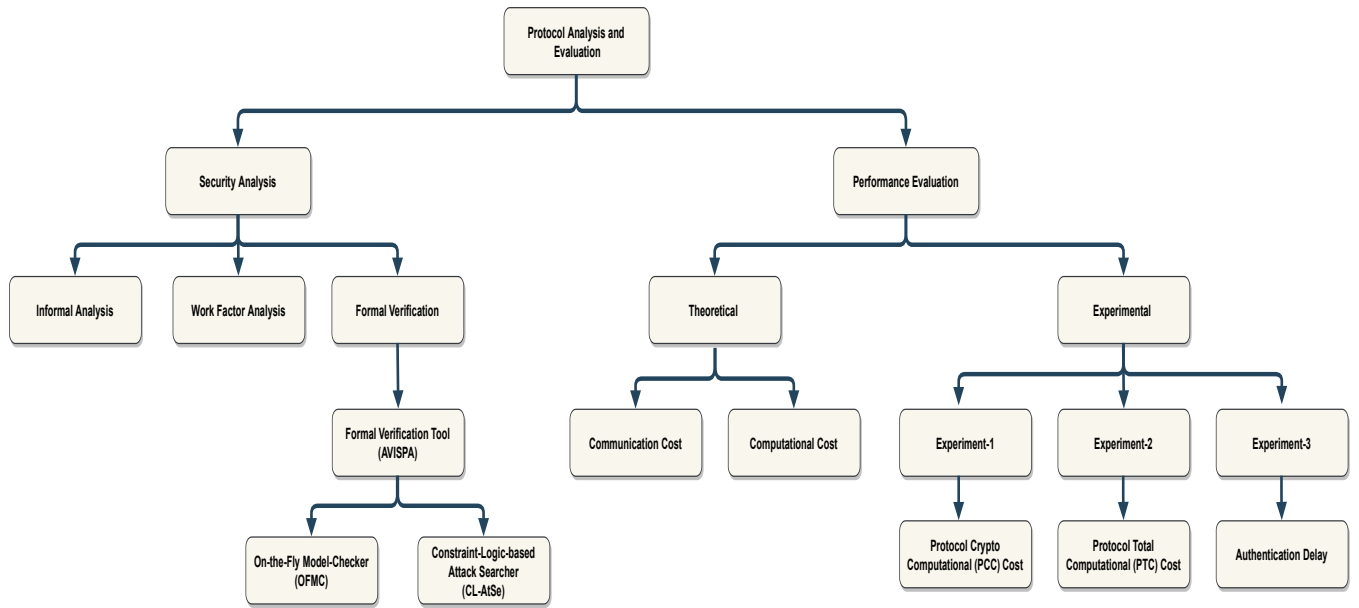 Protocol Analysis and
Evaluation
Security Analysis
Performance Evaluation
Informal Analysis
Work Factor Analysis
Formal Verification
Theoretical
Experimental
Formal Verification Tool
(AVISPA)
Communication Cost
Computational Cost
Experiment-1
Experiment-2
Experiment-3
On-the-Fly Model-Checker
(OFMC)
Constraint-Logic-based
Attack Searcher
(CL-AtSe)
Protocol Crypto
Computational (PCC) Cost
Protocol Total
Computational (PTC) Cost
Authentication Delay